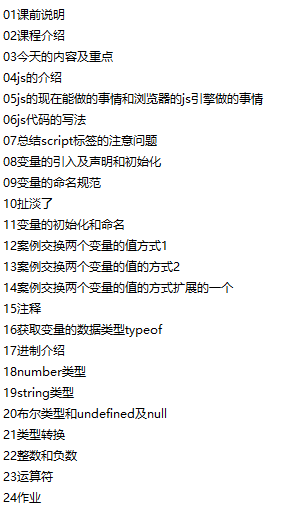 01课前说明
02课程介绍
03今天的内容及重点
04js的介绍
05js的现在能做的事情和浏览器的js引擎做的事情
06js代码的写法
07总结script标签的注意问题
08变量的引入及声明和初始化
09变量的命名规范
10扯淡了
11变量的初始化和命名
12案例交换两个变量的值方式1
13案例交换两个变量的值的方式2
14案例交换两个变量的值的方式扩展的一个
15注释
16获取变量的数据类型typeof
17进制介绍
18number类型
19string类型
20布尔类型和undefined及null
21类型转换
22整数和负数
23运算符
24作业